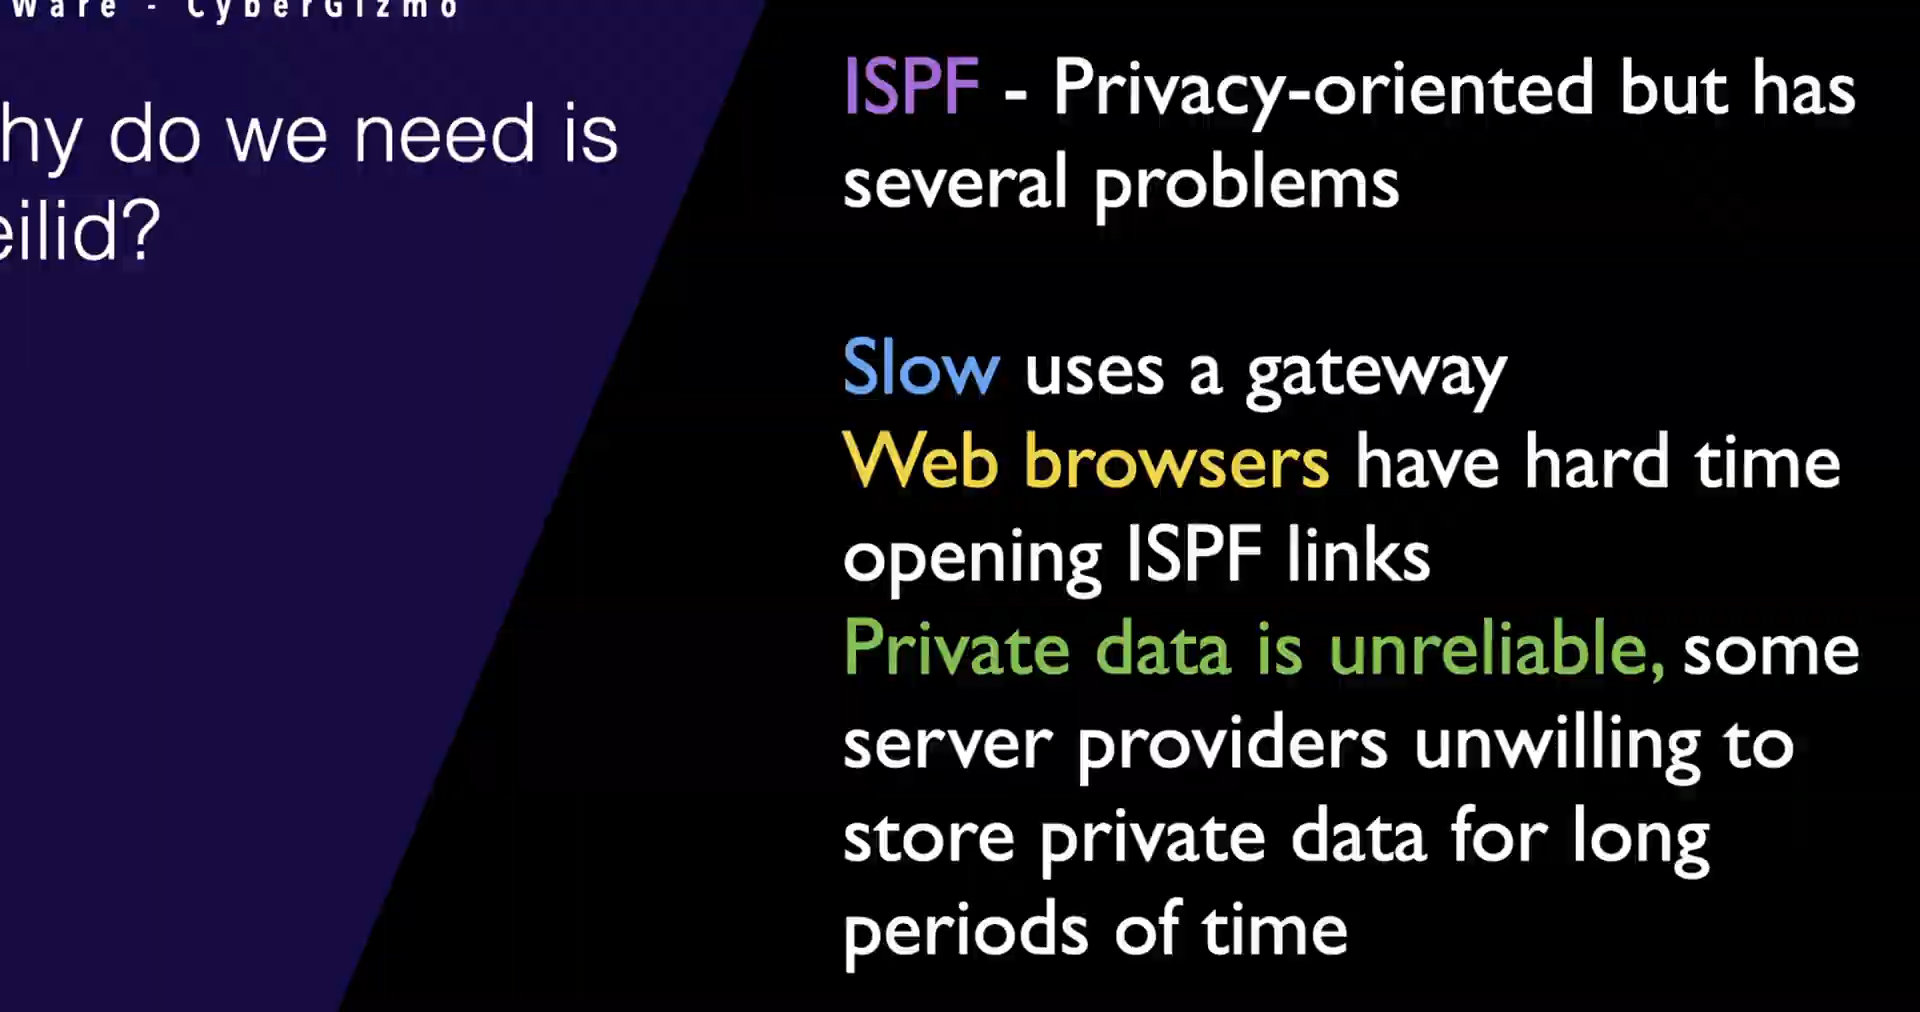 Ware - CyberGizmo
hy do we need is
eilid?
ISPF - Privacy-oriented but has
several problems
Slow uses a gateway
Web browsers have hard time
opening ISPF links
Private data is unreliable, some
server providers unwilling to
store private data for long
periods of time